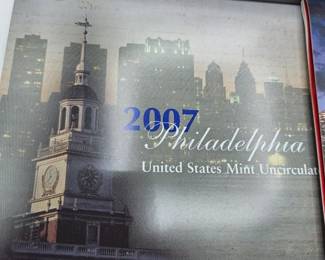 2007
Philadelphia
United States Mint Uncirculat